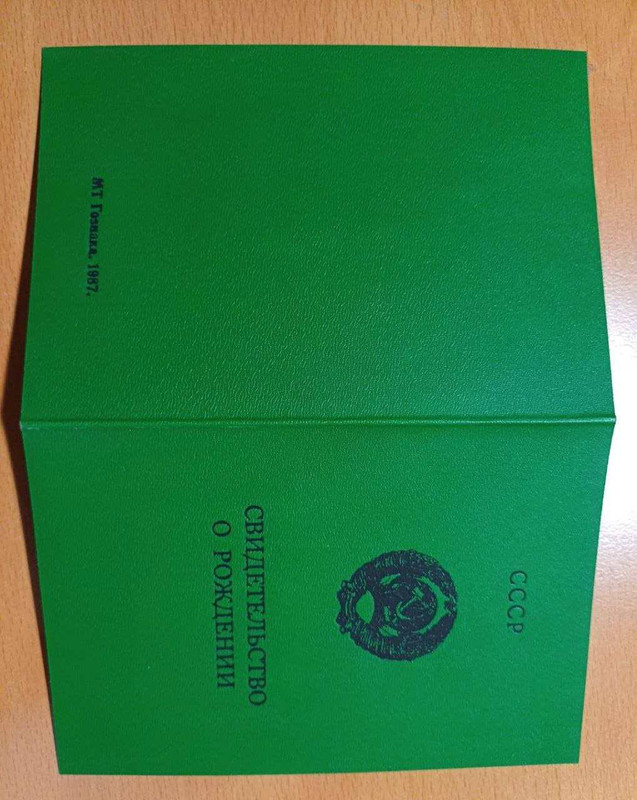 СССР
СВИДЕТЕЛЬСТВО
О РОЖДЕНИИ
МТ Гознака, 1987.